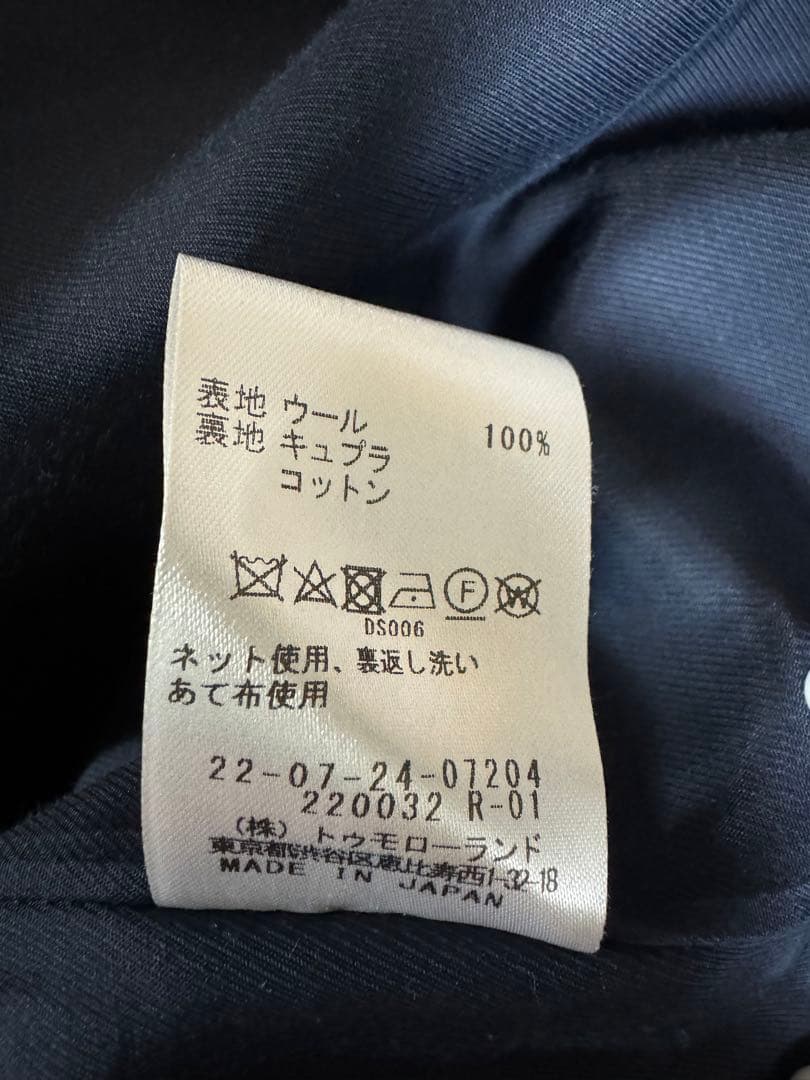 表地 ウール 100%
裏地 キュプラ
コットン
F W
DS006
ネット使用、裏返し洗い
あて布使用
22-07-24-07204
220032 R-01
(株) トゥモローランド
東京都渋谷区恵比寿西1-32-18
MADE IN JAPAN